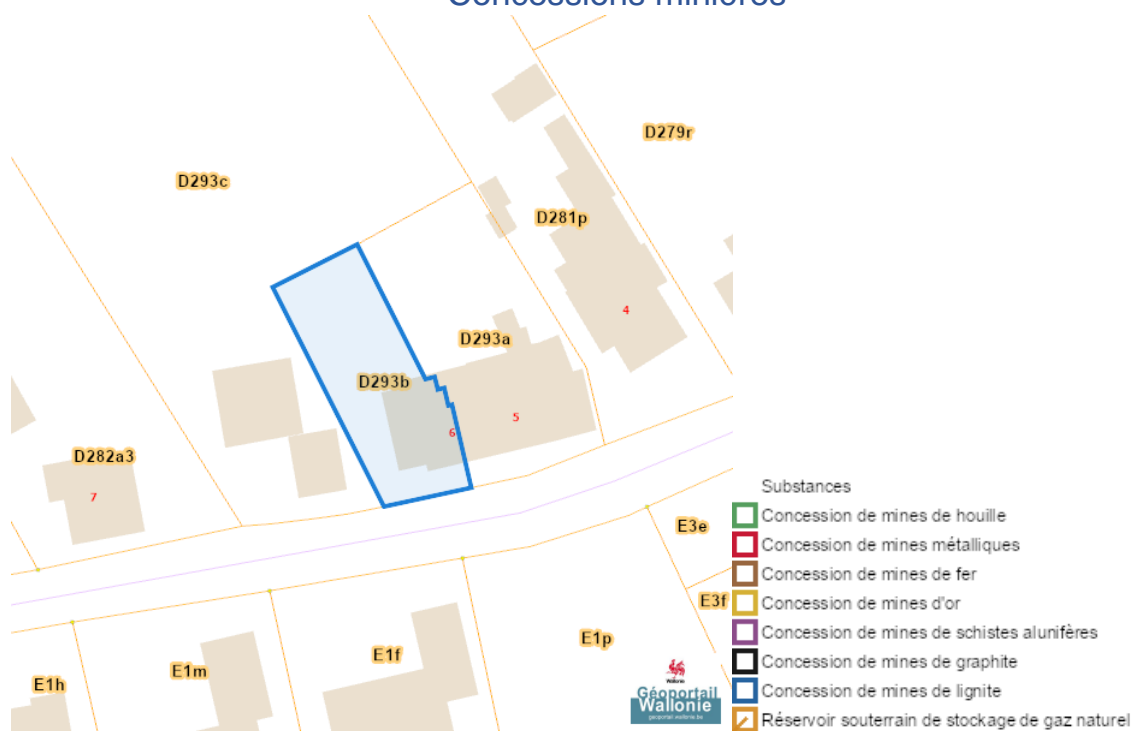 Concessions minières
D279r
D293c
D281p
4
D293a
D293b
5
6
D282a3
7
Substances
Concession de mines de houille
E3e
Concession de mines métalliques
Concession de mines de fer
E3f
Concession de mines d'or
E1p
Concession de mines de schistes alunifères
E1f
E1m
Concession de mines de graphite
E1h
Wallonie
Géoportail
Wallonie
geoportail.wallonie.be
Concession de mines de lignite
Réservoir souterrain de stockage de gaz naturel